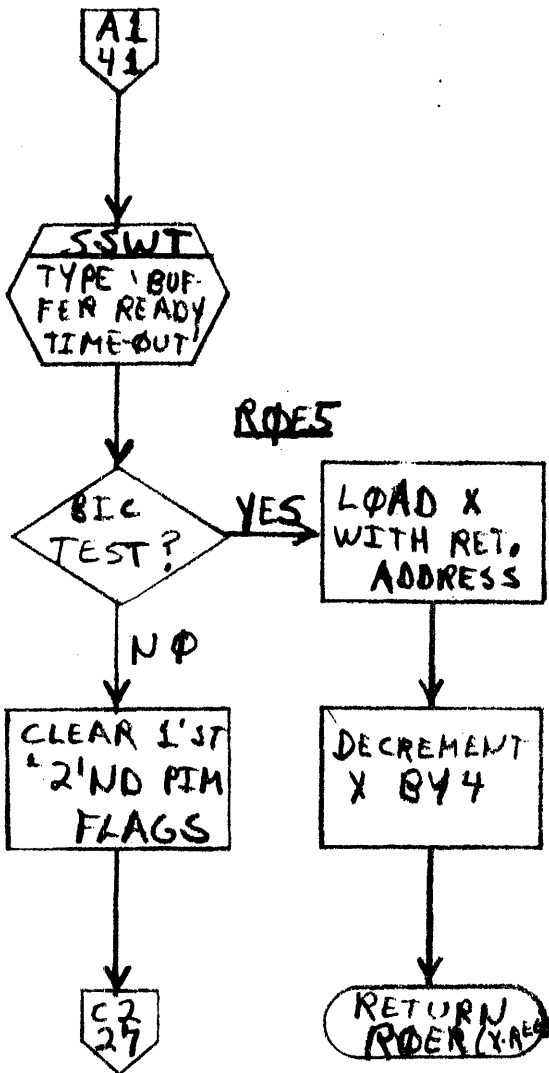 A1
41
SSWT
TYPE 'BUF-
FER READY
TIME-ØUT'
RØE5
BIC
TEST?
YES
LØAD X
WITH RET.
ADDRESS
NØ
CLEAR 1'ST
& 2'ND PIM
FLAGS
DECREMENT
X BY 4
C2
27
RETURN
RØER (X-REG